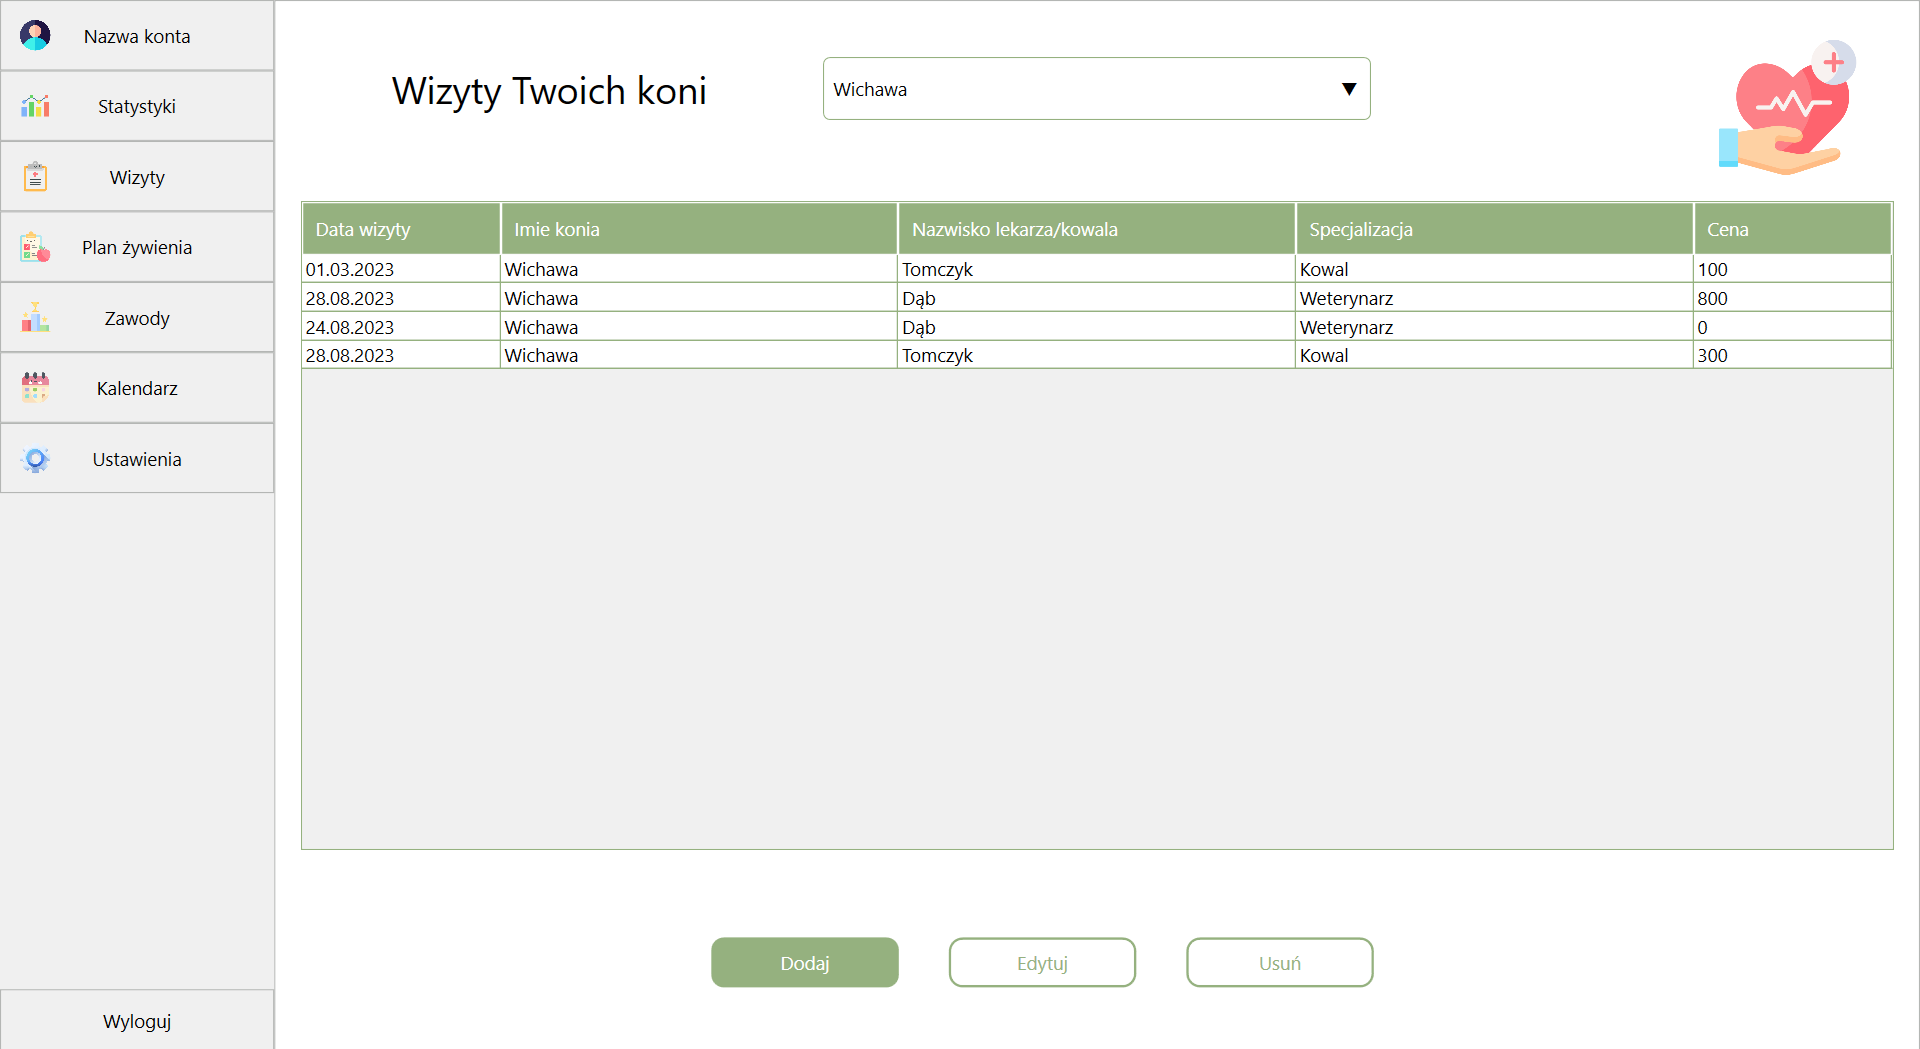 Nazwa konta
Statystyki
Wizyty
Plan żywienia
Zawody
Kalendarz
Ustawienia
Wyloguj
Wizyty Twoich koni
Wichawa
Data wizyty Imie konia Nazwisko lekarza/kowala Specjalizacja Cena
01.03.2023 Wichawa Tomczyk Kowal 100
28.08.2023 Wichawa Dąb Weterynarz 800
24.08.2023 Wichawa Dąb Weterynarz 0
28.08.2023 Wichawa Tomczyk Kowal 300
Dodaj Edytuj Usuń